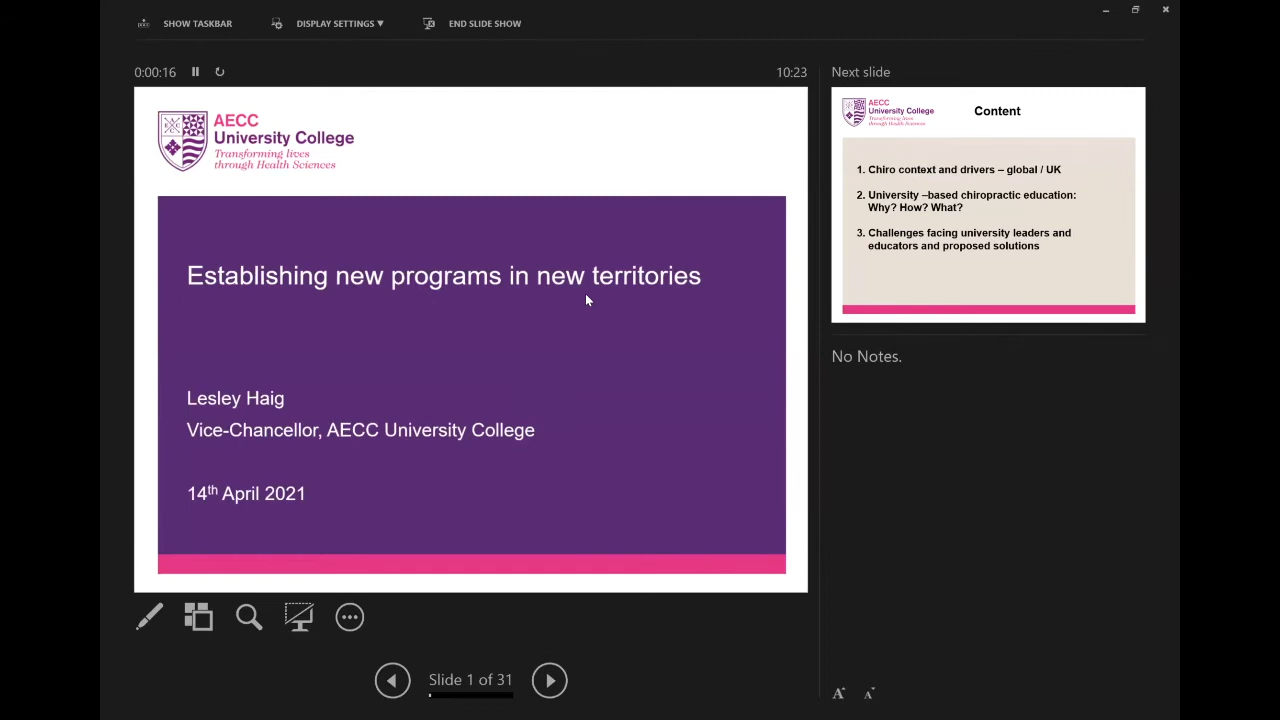 SHOW TASKBAR
DISPLAY SETTINGS ▼
END SLIDE SHOW
0:00:16
10:23
AECC
University College
Transforming lives
through Health Sciences
Establishing new programs in new territories
Lesley Haig
Vice-Chancellor, AECC University College
14th April 2021
Slide 1 of 31
Next slide
AECC
University College
Transforming lives
through Health Sciences
Content
1. Chiro context and drivers – global / UK
2. University –based chiropractic education:
Why? How? What?
3. Challenges facing university leaders and
educators and proposed solutions
No Notes.
A A